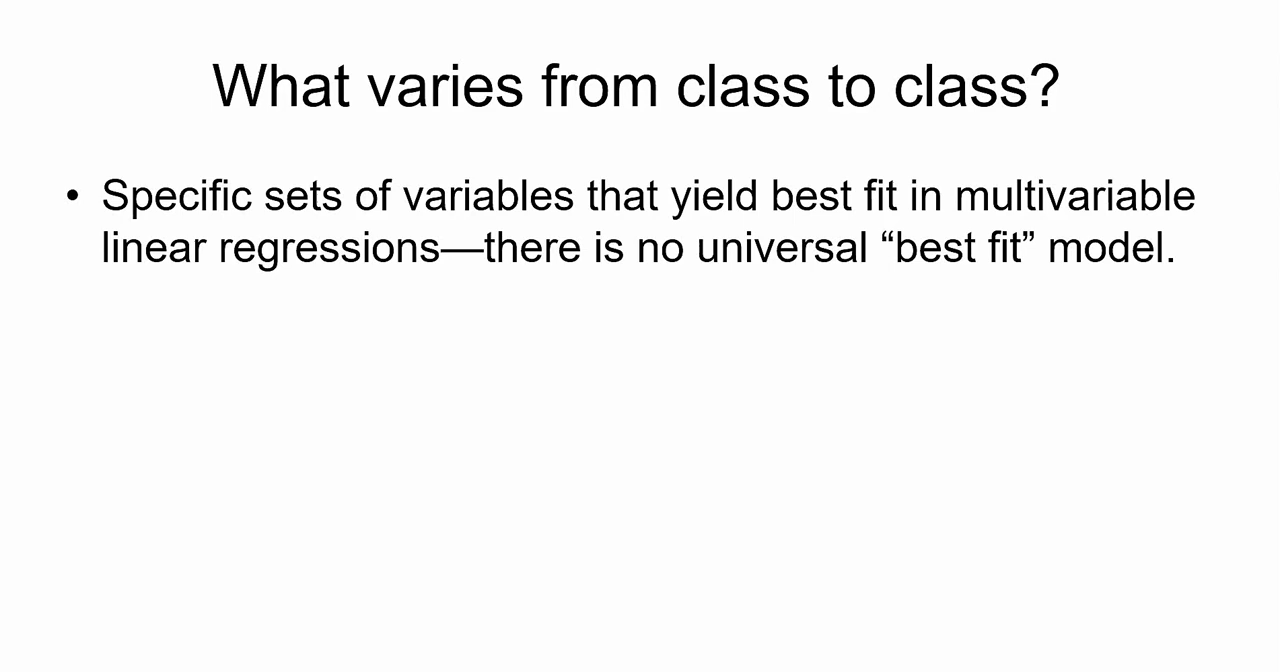 What varies from class to class?
• Specific sets of variables that yield best fit in multivariable
linear regressions—there is no universal “best fit” model.